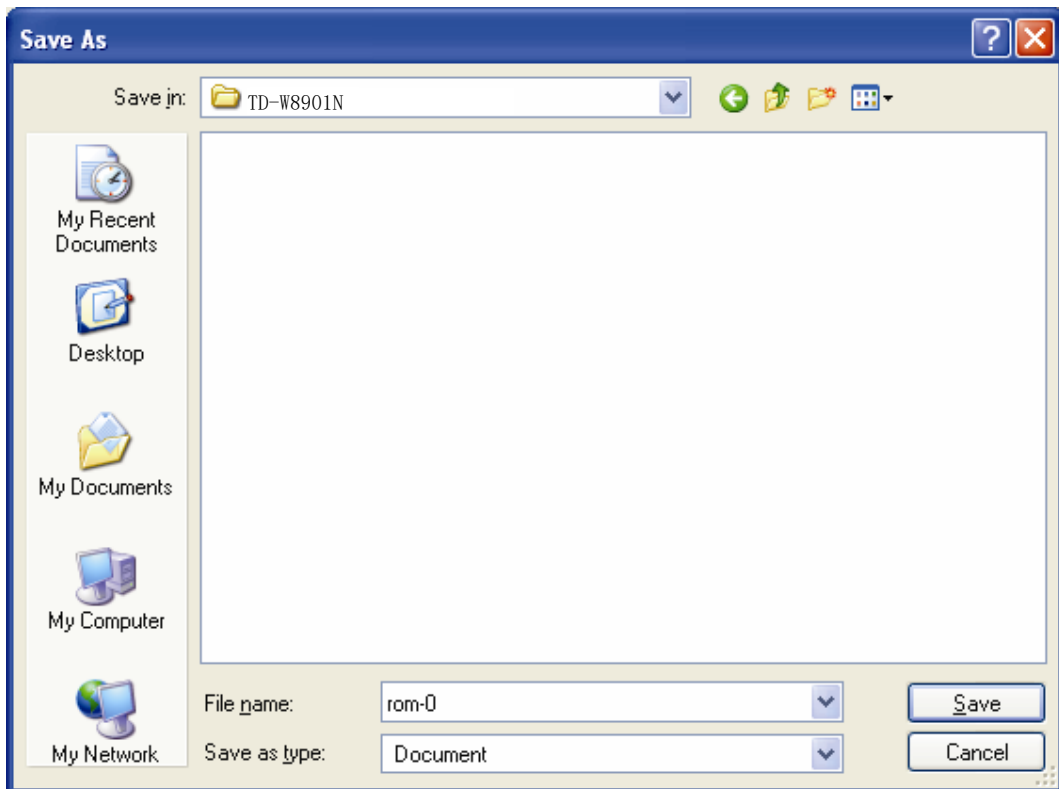 Save As
Save in:
TD-W8901N
My Recent
Documents
Desktop
My Documents
My Computer
My Network
File name:
rom-0
Save
Save as type:
Document
Cancel